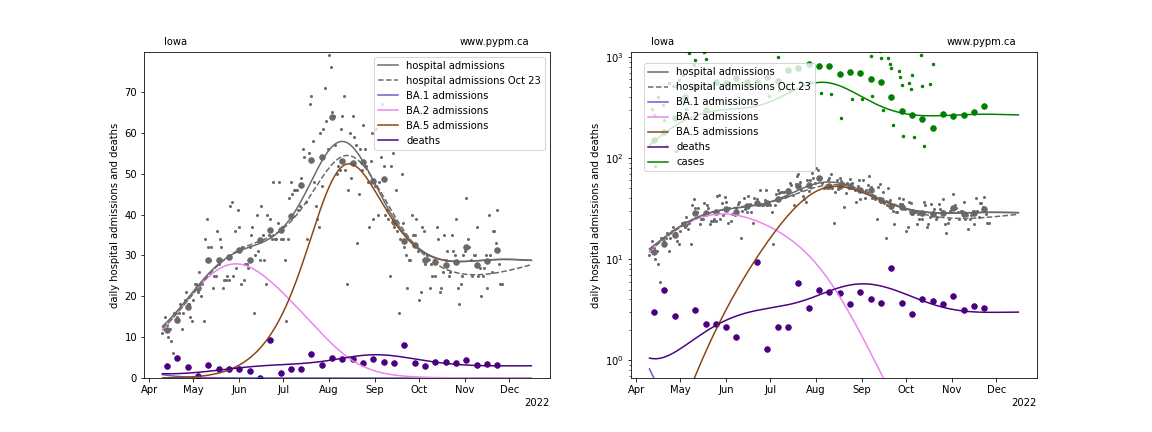 Iowa
www.pypm.ca
daily hospital admissions and deaths
70
60
50
40
30
20
10
0
hospital admissions
hospital admissions Oct 23
BA.1 admissions
BA.2 admissions
BA.5 admissions
deaths
Apr May Jun Jul Aug Sep Oct Nov Dec
2022
Iowa
www.pypm.ca
daily hospital admissions and deaths
10³
10²
10¹
10⁰
hospital admissions
hospital admissions Oct 23
BA.1 admissions
BA.2 admissions
BA.5 admissions
deaths
cases
Apr May Jun Jul Aug Sep Oct Nov Dec
2022